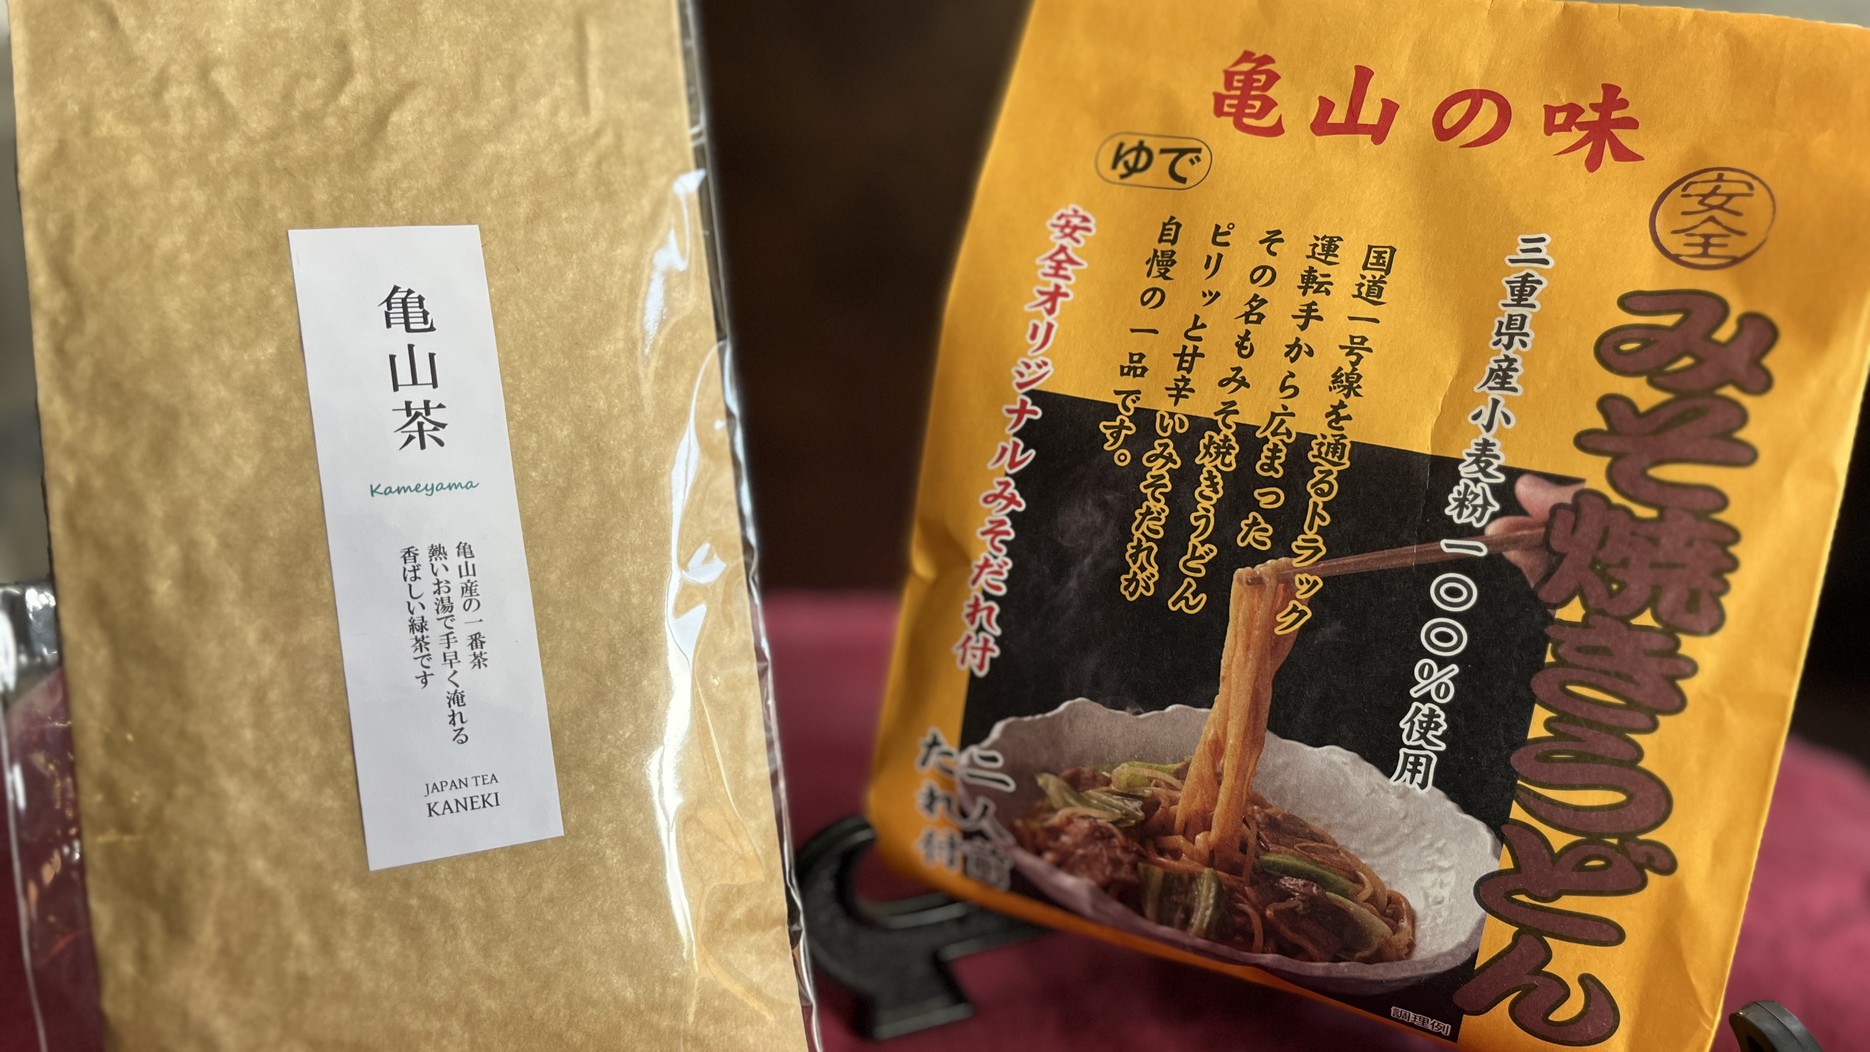 亀山茶
Kameyama
亀山産の一番茶
熱いお湯で手早く淹れる
香ばしい緑茶です
JAPAN TEA
KANEKI
亀山の味
ゆで
安全
みそ焼きうどん
三重県産小麦粉一〇〇%使用
国道一号線を通るトラック
運転手から広まった
その名もみそ焼きうどん
ピリッと甘辛いみそだれが
自慢の一品です。
安全オリジナルみそだれ付
二人前
たれ付
調理例